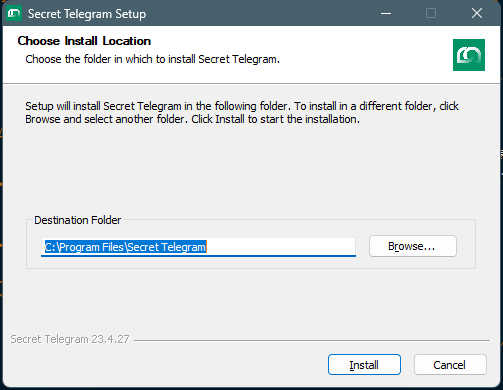 Secret Telegram Setup
Choose Install Location
Choose the folder in which to install Secret Telegram.
Setup will install Secret Telegram in the following folder. To install in a different folder, click
Browse and select another folder. Click Install to start the installation.
Destination Folder
C:\Program Files\Secret Telegram
Browse...
Secret Telegram 23.4.27
Install
Cancel